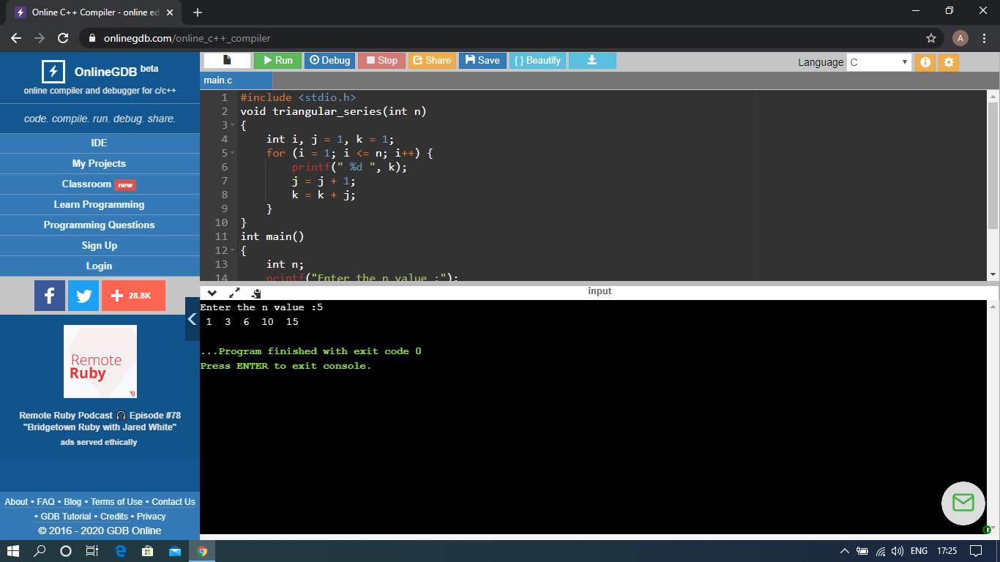 Online C++ Compiler - online ed
onlinegdb.com/online_c++_compiler
A
OnlineGDB beta
online compiler and debugger for c/c++
code. compile. run. debug. share.
IDE
My Projects
Classroom new
Learn Programming
Programming Questions
Sign Up
Login
f
28.8K
Remote
Ruby
Remote Ruby Podcast 🎧 Episode #78
"Bridgetown Ruby with Jared White"
ads served ethically
About • FAQ • Blog • Terms of Use • Contact Us
• GDB Tutorial • Credits • Privacy
© 2016 - 2020 GDB Online
Run Debug Stop Share Save { } Beautify
Language C
main.c
1 #include <stdio.h>
2 void triangular_series(int n)
3 {
4 int i, j = 1, k = 1;
5 for (i = 1; i <= n; i++) {
6 printf(" %d ", k);
7 j = j + 1;
8 k = k + j;
9 }
10 }
11 int main()
12 {
13 int n;
14 printf("Enter the n value :");
input
Enter the n value :5
1 3 6 10 15
...Program finished with exit code 0
Press ENTER to exit console.
ENG 17:25